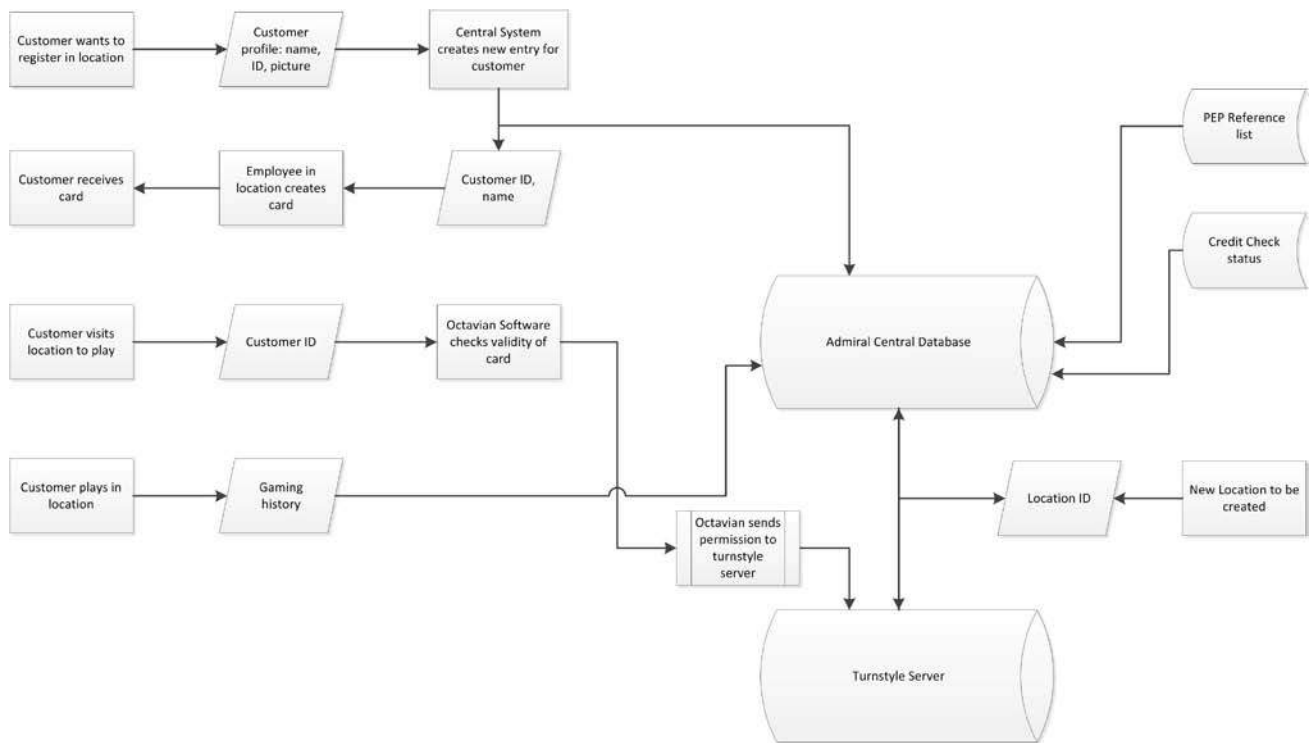 Customer wants to
register in location
Customer
profile: name,
ID, picture
Central System
creates new entry for
customer
PEP Reference
list
Customer receives
card
Employee in
location creates
card
Customer ID,
name
Credit Check
status
Customer visits
location to play
Customer ID
Octavian Software
checks validity of
card
Admiral Central Database
Customer plays in
location
Gaming
history
Octavian sends
permission to
turnstyle
server
Location ID
New Location to be
created
Turnstyle Server